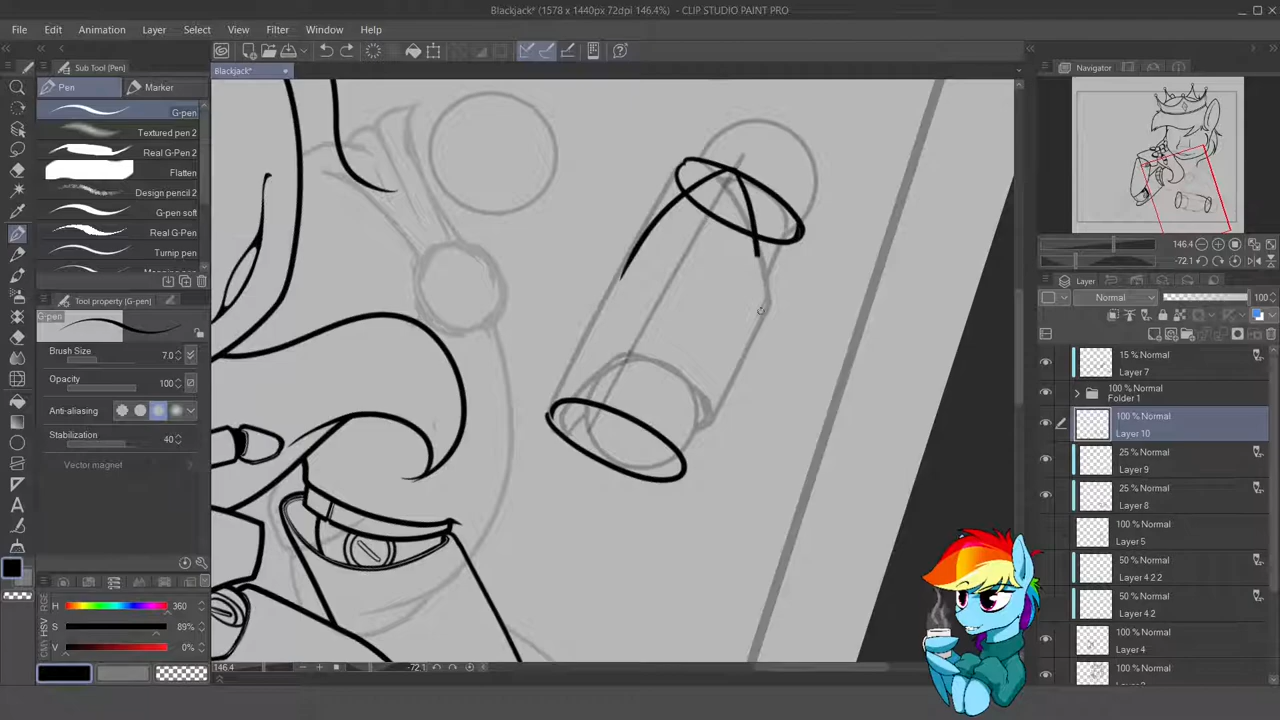 Blackjack* (1578 x 1440px 72dpi 146.4%) - CLIP STUDIO PAINT PRO
File Edit Animation Layer Select View Filter Window Help
Sub Tool [Pen]
Blackjack*
Navigator
Pen Marker
G-pen
Textured pen 2
Real G-Pen 2
Flatten
Design pencil 2
G-pen soft
Real G-Pen
Turnip pen
Tool property [G-pen]
G-pen
Brush Size 7.0
Opacity 100
Anti-aliasing
Stabilization 40
Vector magnet
146.4
-72.1
Layer
Normal 100
15 % Normal
Layer 7
100 % Normal
Folder 1
100 % Normal
Layer 10
25 % Normal
Layer 9
25 % Normal
Layer 8
100 % Normal
Layer 5
50 % Normal
Layer 4 2 2
50 % Normal
Layer 4 2
100 % Normal
Layer 4
100 % Normal
H 360
S 89%
V 0%
HSV
146.4 -72.1